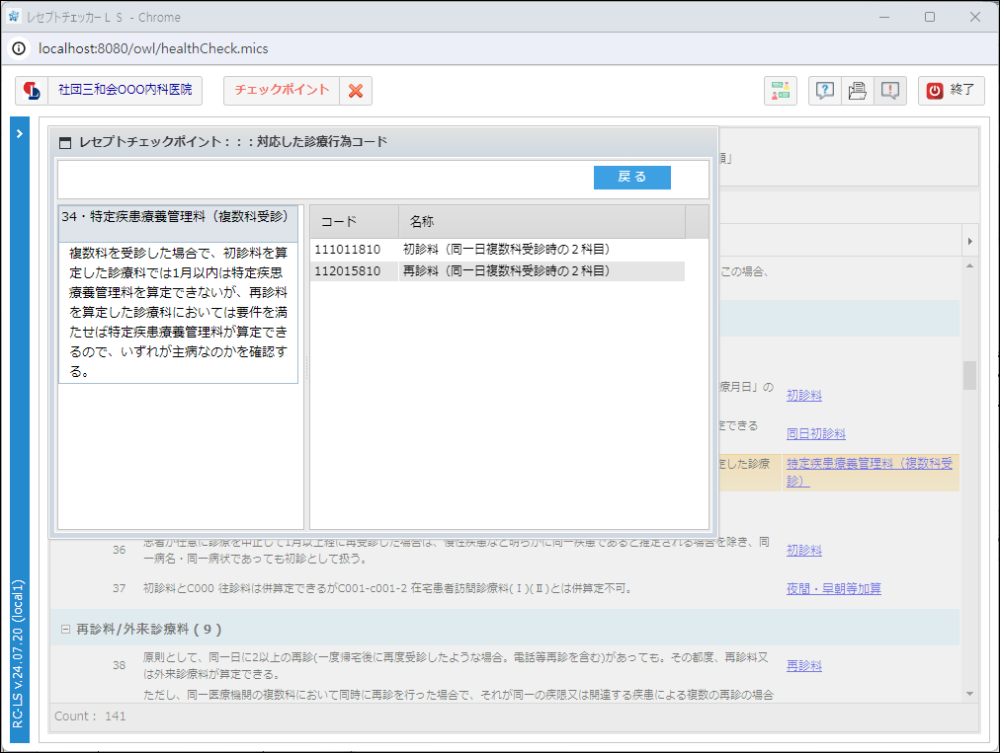 レセプトチェッカーＬＳ - Chrome
localhost:8080/owl/healthCheck.mics
社団三和会OOO内科医院
チェックポイント
終了
レセプトチェックポイント：：：対応した診療行為コード
戻る
34・特定疾患療養管理料（複数科受診）
複数科を受診した場合で、初診料を算
定した診療科では1月以内は特定疾患
療養管理料を算定できないが、再診料
を算定した診療科においては要件を満
たせば特定疾患療養管理料が算定でき
るので、いずれが主病なのかを確認す
る。
コード 名称
111011810 初診料（同一日複数科受診時の２科目）
112015810 再診料（同一日複数科受診時の２科目）
」
この場合、
療月日」の
初診料
定できる
同日初診料
定した診療
特定疾患療養管理料（複数科受
診）
36 患者が任意に診療を中止して1月以上経に再受診した場合は、慢性疾患など明らかに同一疾患であると推定される場合を除き、同
一病名・同一病状であっても初診として扱う。
初診料
37 初診料とC000 往診料は併算定できるがC001-c001-2 在宅患者訪問診療料(Ⅰ)(Ⅱ)とは併算定不可。
夜間・早朝等加算
再診料/外来診療料 ( 9 )
38 原則として、同一日に2以上の再診(一度帰宅後に再度受診したような場合。電話等再診を含む)があっても。その都度、再診料又
は外来診療料が算定できる。
再診料
ただし、同一医療機関の複数科において同時に再診を行った場合で、それが同一の疾限又は開連する疾患による複数の再診の場合
Count： 141
RC-LS v.24.07.20 (local1)